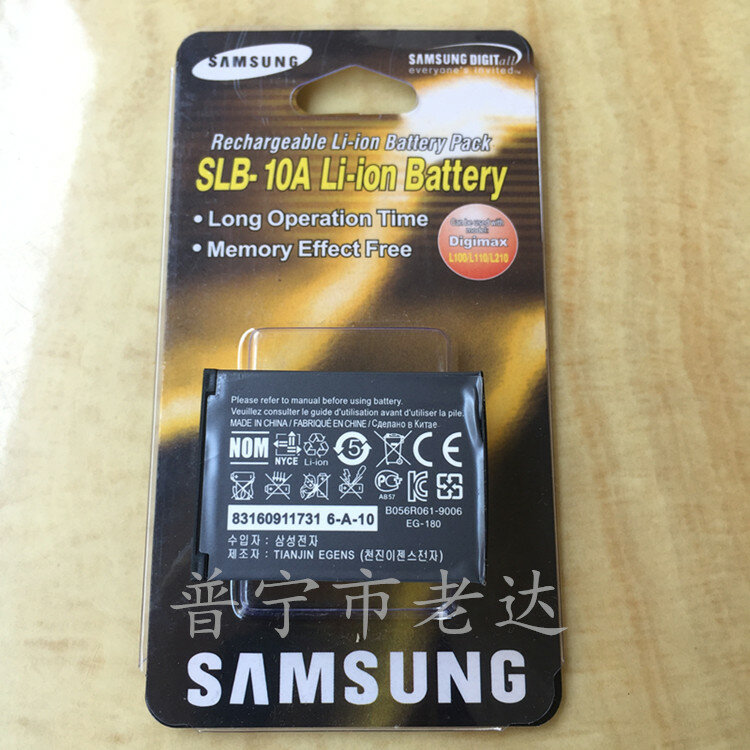 SAMSUNG
SAMSUNG DIGITall
everyone's invited™
Rechargeable Li-ion Battery Pack
SLB-10A Li-ion Battery
• Long Operation Time
• Memory Effect Free
Can be used with
model:
Digimax
L100/L110/L210
Please refer to manual before using battery.
Veuillez consulter le guide d'utilisation avant d'utiliser la pile.
MADE IN CHINA / FABRIQUÉ EN CHINE / Сделано в Китае
NOM
NYCE
Li-ion
5
AB57
B056R061-9006
83160911731 6-A-10
EG-180
수입자 : 삼성전자
제조자 : TIANJIN EGENS (천진이젠스전자)
普宁市老达
SAMSUNG